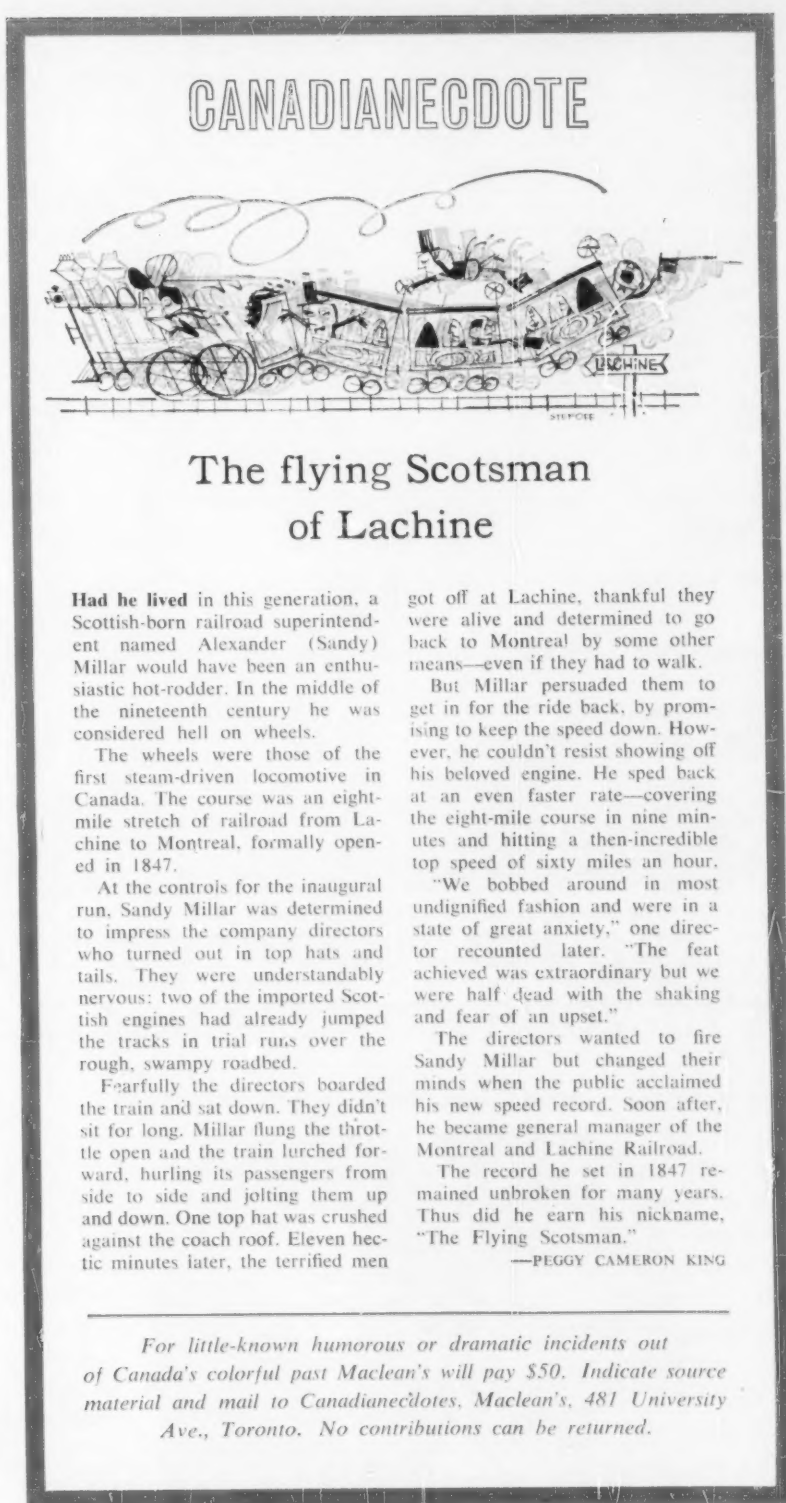 CANADIANECDOTE
LACHINE
The flying Scotsman
of Lachine
Had he lived in this generation, a
Scottish-born railroad superintend-
ent named Alexander (Sandy)
Millar would have been an enthu-
siastic hot-rodder. In the middle of
the nineteenth century he was
considered hell on wheels.
The wheels were those of the
first steam-driven locomotive in
Canada. The course was an eight-
mile stretch of railroad from La-
chine to Montreal, formally open-
ed in 1847.
At the controls for the inaugural
run, Sandy Millar was determined
to impress the company directors
who turned out in top hats and
tails. They were understandably
nervous: two of the imported Scot-
tish engines had already jumped
the tracks in trial runs over the
rough, swampy roadbed.
Fearfully the directors boarded
the train and sat down. They didn't
sit for long. Millar flung the throt-
tle open and the train lurched for-
ward, hurling its passengers from
side to side and jolting them up
and down. One top hat was crushed
against the coach roof. Eleven hec-
tic minutes later, the terrified men
got off at Lachine, thankful they
were alive and determined to go
back to Montreal by some other
means—even if they had to walk.
But Millar persuaded them to
get in for the ride back, by prom-
ising to keep the speed down. How-
ever, he couldn't resist showing off
his beloved engine. He sped back
at an even faster rate—covering
the eight-mile course in nine min-
utes and hitting a then-incredible
top speed of sixty miles an hour.
"We bobbed around in most
undignified fashion and were in a
state of great anxiety," one direc-
tor recounted later. "The feat
achieved was extraordinary but we
were half dead with the shaking
and fear of an upset."
The directors wanted to fire
Sandy Millar but changed their
minds when the public acclaimed
his new speed record. Soon after,
he became general manager of the
Montreal and Lachine Railroad.
The record he set in 1847 re-
mained unbroken for many years.
Thus did he earn his nickname,
"The Flying Scotsman."
—PEGGY CAMERON KING
For little-known humorous or dramatic incidents out
of Canada's colorful past Maclean's will pay $50. Indicate source
material and mail to Canadianecdotes, Maclean's, 481 University
Ave., Toronto. No contributions can be returned.